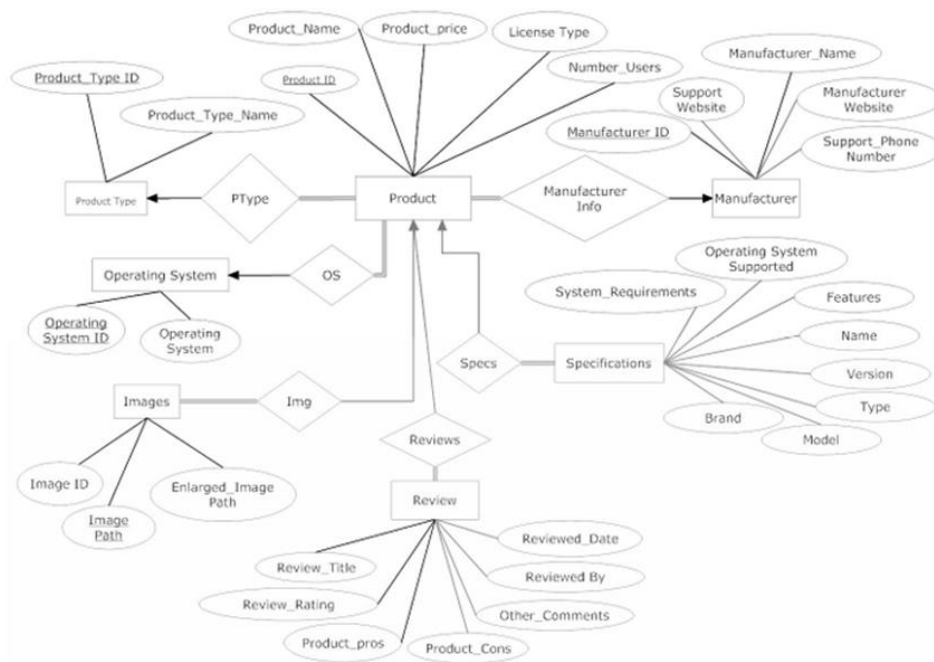 Product_Name
Product_price
License Type
Manufacturer_Name
Product_Type ID
Product ID
Number_Users
Support
Website
Manufacturer
Website
Product_Type_Name
Manufacturer ID
Support_Phone
Number
Product Type
PType
Product
Manufacturer
Info
Manufacturer
Operating System
OS
Operating System
Supported
System_Requirements
Features
Operating
System ID
Operating
System
Name
Specs
Specifications
Version
Images
Img
Type
Brand
Model
Reviews
Image ID
Enlarged_Image
Path
Image
Path
Review
Reviewed_Date
Review_Title
Reviewed By
Review_Rating
Other_Comments
Product_pros
Product_Cons